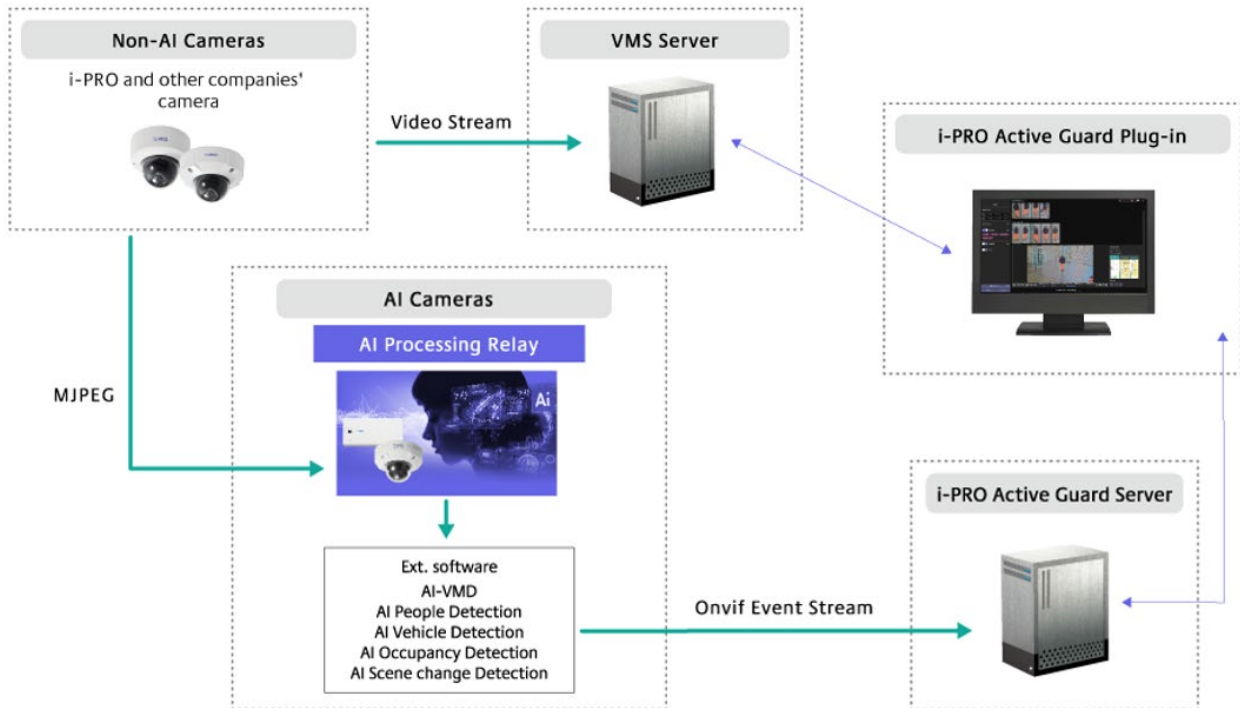 Non-AI Cameras
i-PRO and other companies'
camera
Video Stream
VMS Server
i-PRO Active Guard Plug-in
MJPEG
AI Cameras
AI Processing Relay
Ai
Ext. software
AI-VMD
AI People Detection
AI Vehicle Detection
AI Occupancy Detection
AI Scene change Detection
Onvif Event Stream
i-PRO Active Guard Server